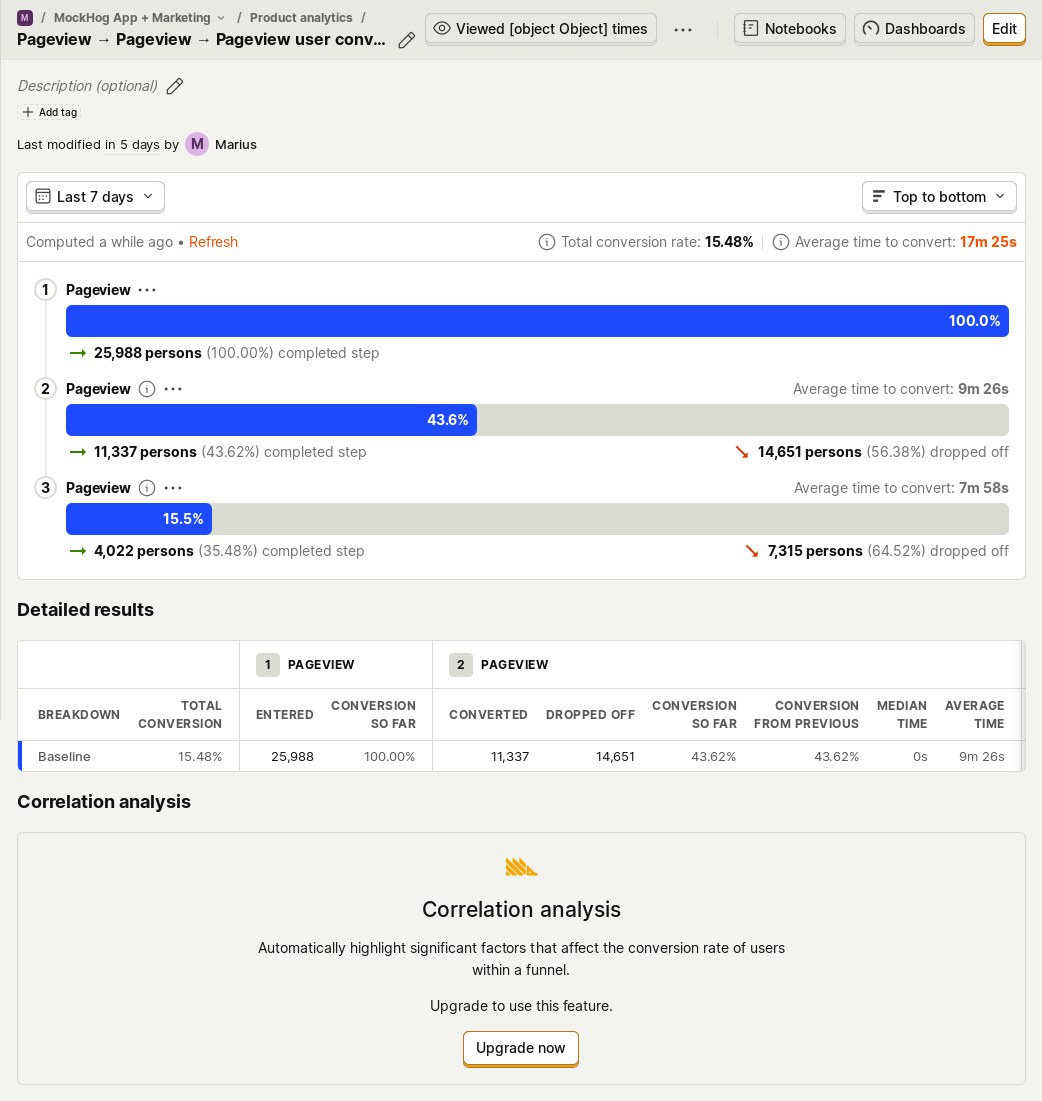 M / MockHog App + Marketing / Product analytics /
Pageview → Pageview → Pageview user conv...
Viewed [object Object] times
Notebooks
Dashboards
Edit
Description (optional)
Add tag
Last modified in 5 days by M Marius
Last 7 days
Top to bottom
Computed a while ago • Refresh
Total conversion rate: 15.48%
Average time to convert: 17m 25s
1 Pageview
100.0%
→ 25,988 persons (100.00%) completed step
2 Pageview
Average time to convert: 9m 26s
43.6%
→ 11,337 persons (43.62%) completed step
14,651 persons (56.38%) dropped off
3 Pageview
Average time to convert: 7m 58s
15.5%
→ 4,022 persons (35.48%) completed step
7,315 persons (64.52%) dropped off
Detailed results
1 PAGEVIEW
2 PAGEVIEW
BREAKDOWN
TOTAL
CONVERSION
ENTERED
CONVERSION
SO FAR
CONVERTED
DROPPED OFF
CONVERSION
SO FAR
CONVERSION
FROM PREVIOUS
MEDIAN
TIME
AVERAGE
TIME
Baseline 15.48% 25,988 100.00% 11,337 14,651 43.62% 43.62% 0s 9m 26s
Correlation analysis
Correlation analysis
Automatically highlight significant factors that affect the conversion rate of users
within a funnel.
Upgrade to use this feature.
Upgrade now